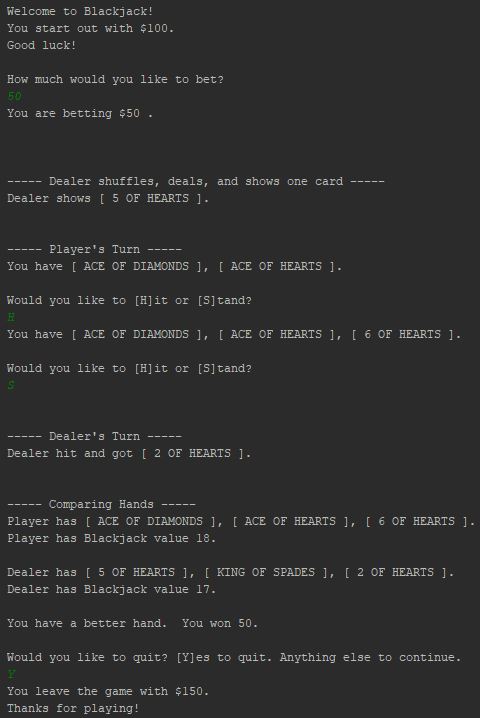 Welcome to Blackjack!
You start out with $100.
Good luck!
How much would you like to bet?
50
You are betting $50 .
----- Dealer shuffles, deals, and shows one card -----
Dealer shows [ 5 OF HEARTS ].
----- Player's Turn -----
You have [ ACE OF DIAMONDS ], [ ACE OF HEARTS ].
Would you like to [H]it or [S]tand?
H
You have [ ACE OF DIAMONDS ], [ ACE OF HEARTS ], [ 6 OF HEARTS ].
Would you like to [H]it or [S]tand?
S
----- Dealer's Turn -----
Dealer hit and got [ 2 OF HEARTS ].
----- Comparing Hands -----
Player has [ ACE OF DIAMONDS ], [ ACE OF HEARTS ], [ 6 OF HEARTS ].
Player has Blackjack value 18.
Dealer has [ 5 OF HEARTS ], [ KING OF SPADES ], [ 2 OF HEARTS ].
Dealer has Blackjack value 17.
You have a better hand.  You won 50.
Would you like to quit? [Y]es to quit. Anything else to continue.
Y
You leave the game with $150.
Thanks for playing!